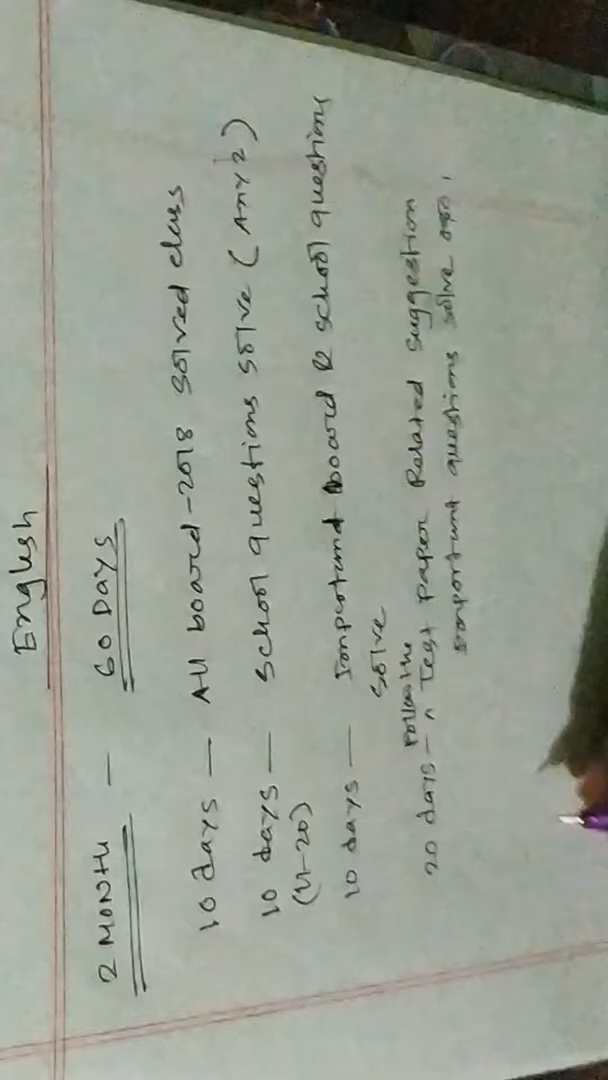 English
2 MONTH - 60 DAYS
10 days - All board-2018 solved class
10 days - School questions solve (Any 2)
(11-20)
10 days - Important board & school questions
solve
Follow the
20 days - ^ Test paper Related suggestion
important questions solve